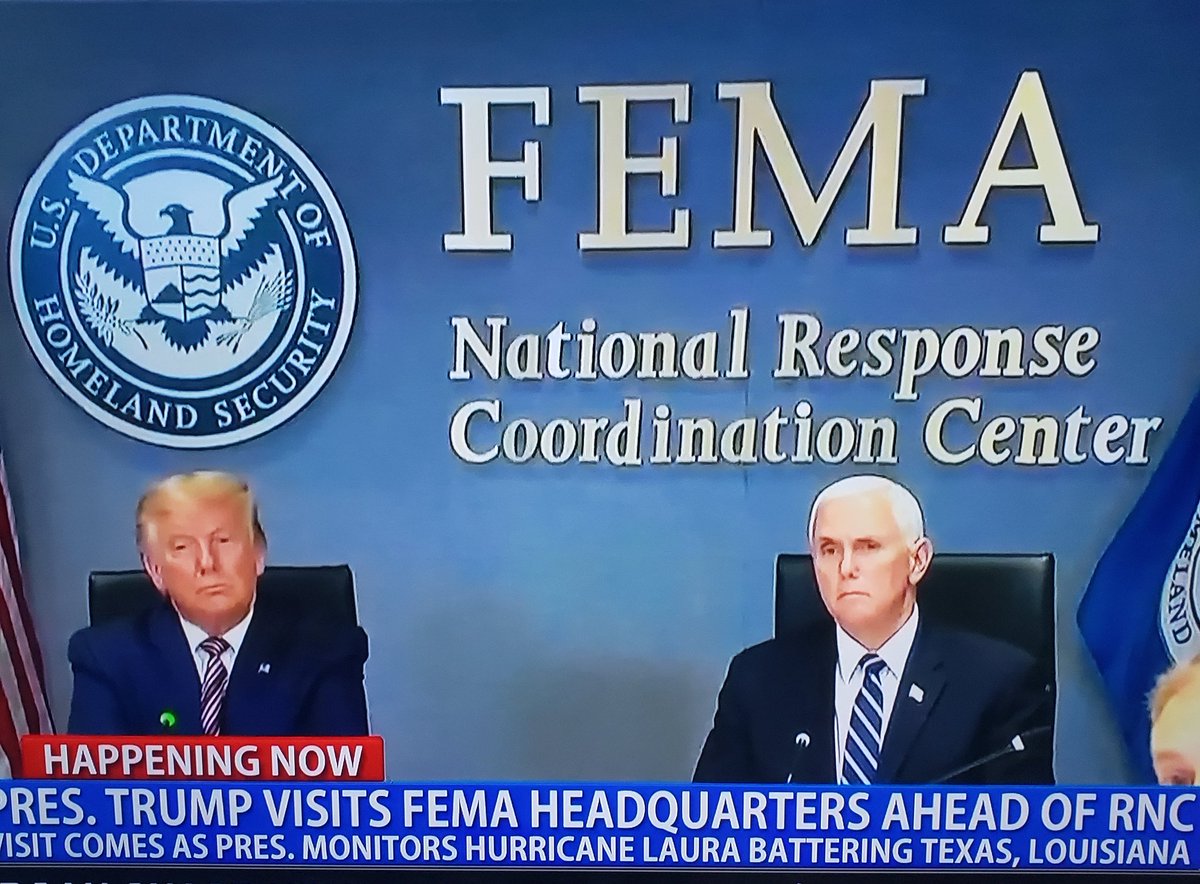 U.S. DEPARTMENT OF
HOMELAND SECURITY
FEMA
National Response
Coordination Center
ELAND
HAPPENING NOW
PRES. TRUMP VISITS FEMA HEADQUARTERS AHEAD OF RNC
VISIT COMES AS PRES. MONITORS HURRICANE LAURA BATTERING TEXAS, LOUISIANA